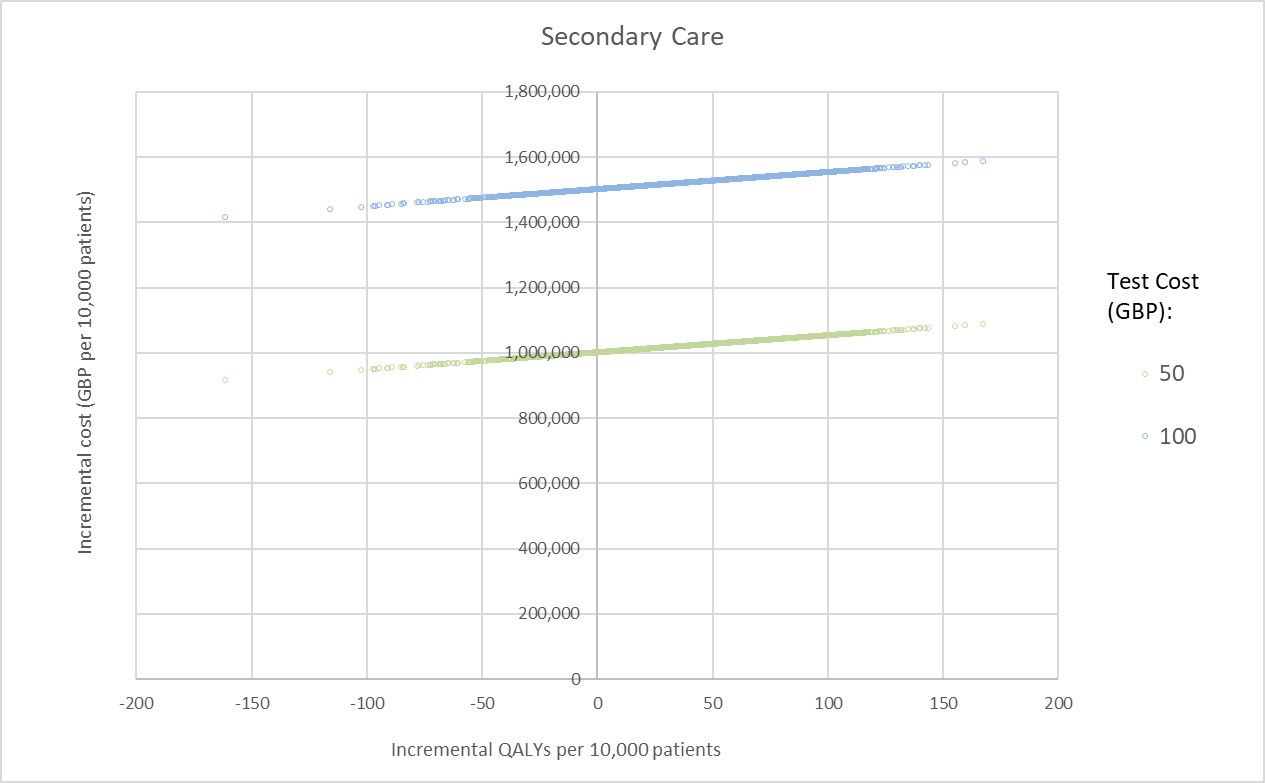 Secondary Care
Incremental cost (GBP per 10,000 patients)
1,800,000
1,600,000
1,400,000
1,200,000
1,000,000
800,000
600,000
400,000
200,000
0
-200 -150 -100 -50 0 50 100 150 200
Incremental QALYs per 10,000 patients
Test Cost
(GBP):
50
100